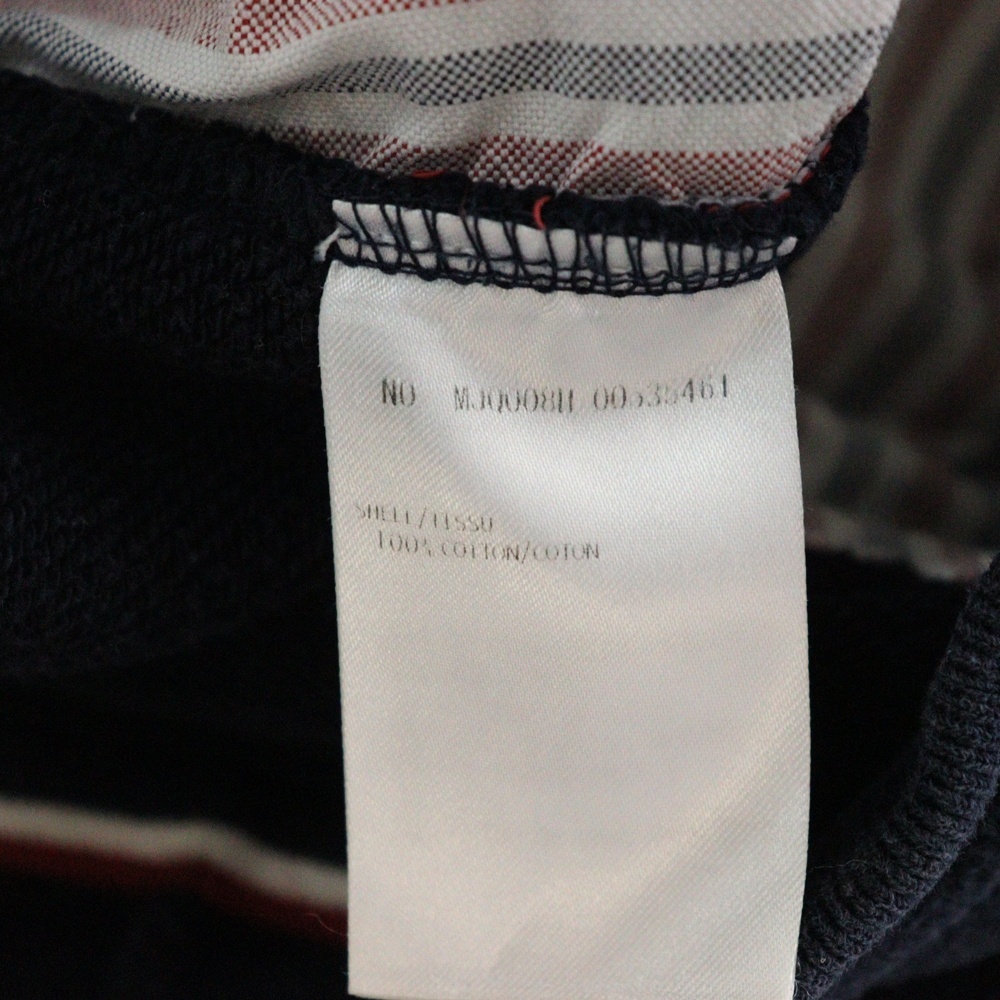 NO MJQ008H 00535461
SHELL/TISSU
100% COTTON/COTON